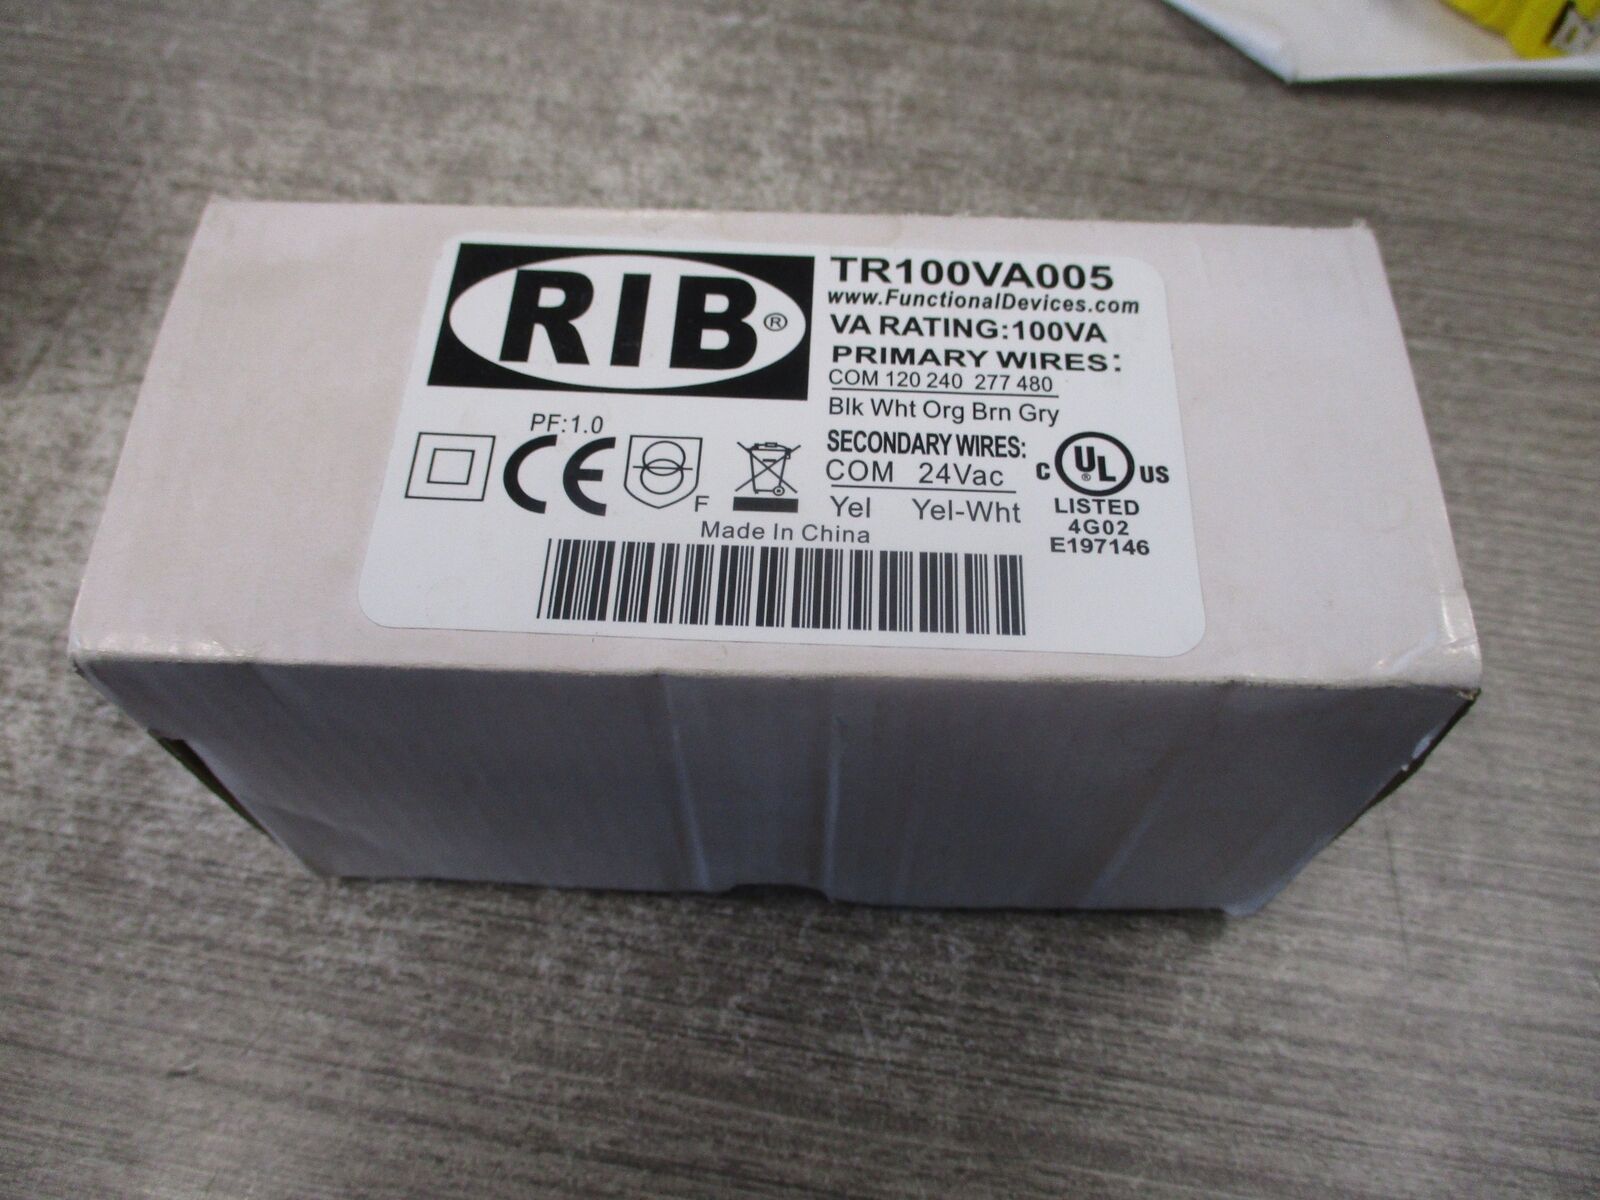 RIB®
TR100VA005
www.FunctionalDevices.com
VA RATING:100VA
PRIMARY WIRES:
COM 120 240 277 480
Blk Wht Org Brn Gry
PF:1.0
CE
F
SECONDARY WIRES:
COM 24Vac
Yel Yel-Wht
C UL® US
LISTED
4G02
E197146
Made In China